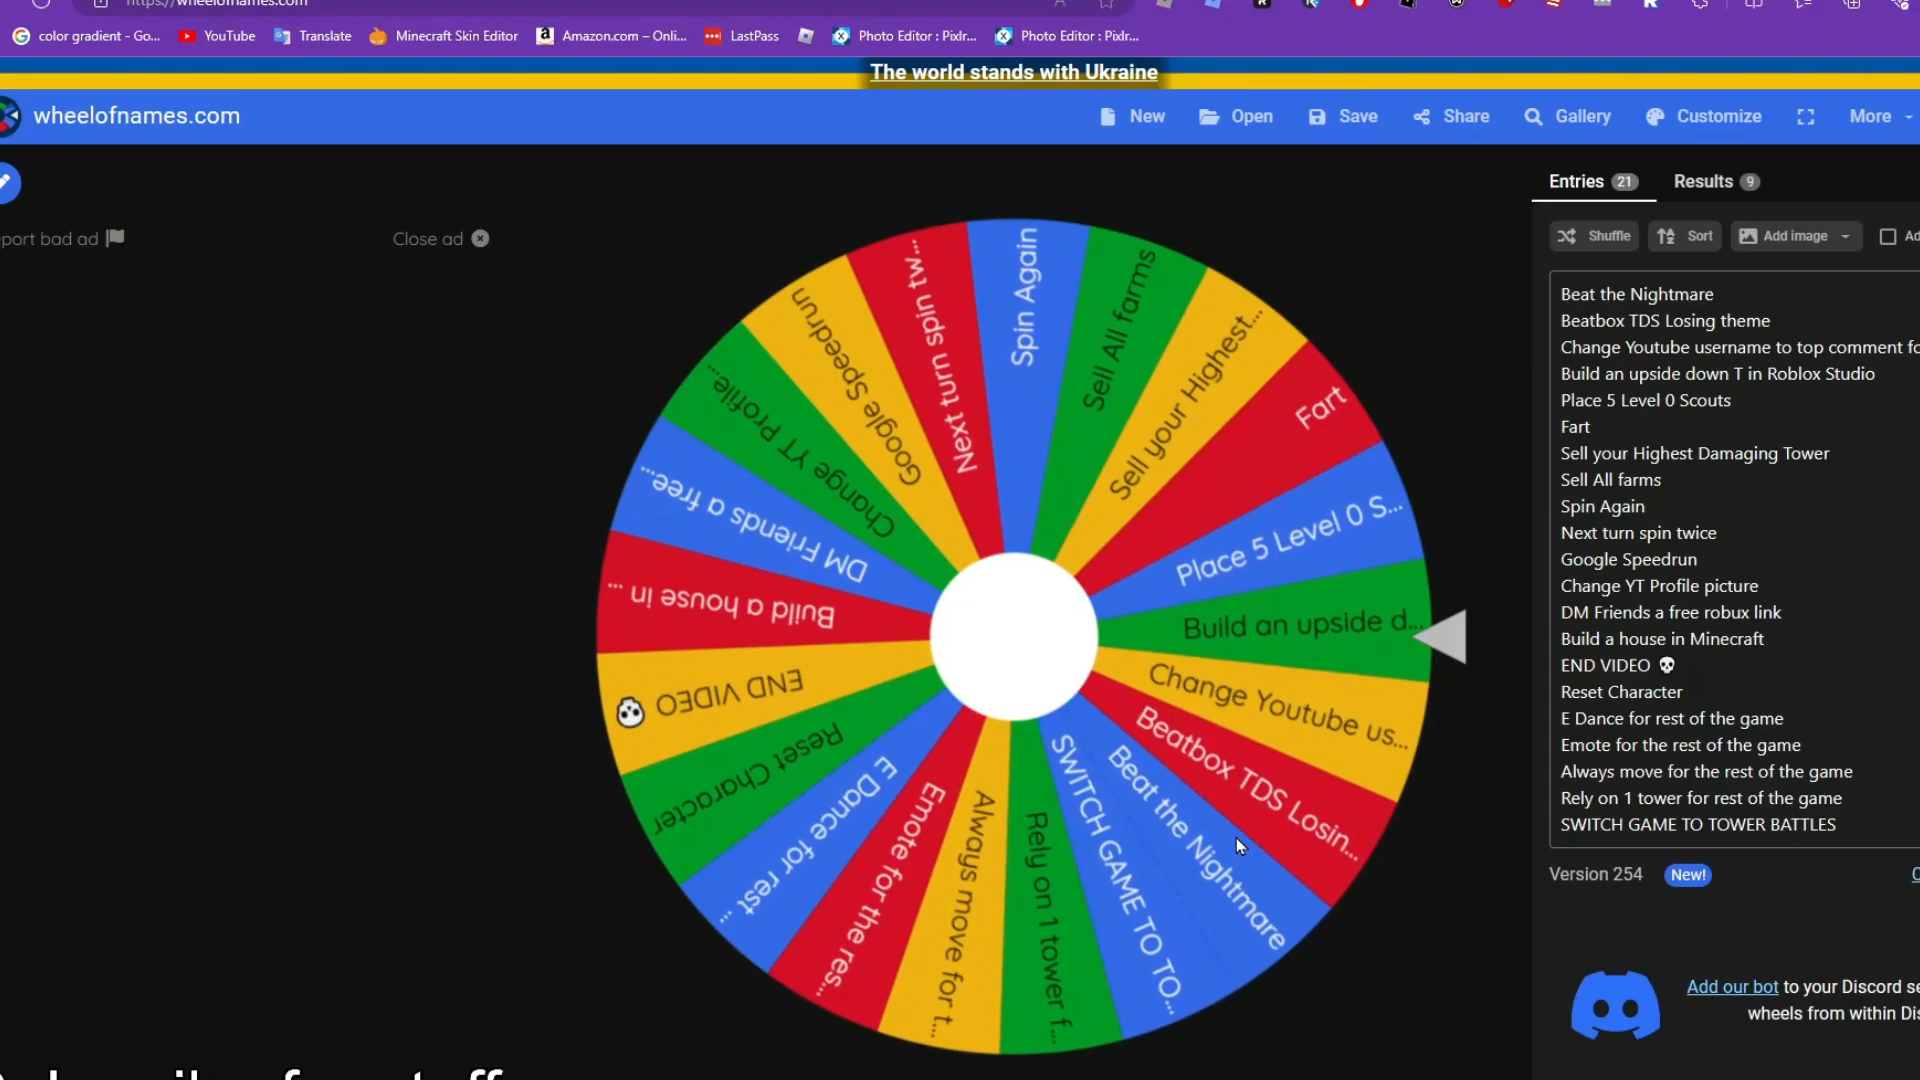 https://wheelofnames.com
color gradient - Go...
YouTube
Translate
Minecraft Skin Editor
Amazon.com – Onli...
LastPass
Photo Editor : Pixlr...
Photo Editor : Pixlr...
The world stands with Ukraine
wheelofnames.com
New
Open
Save
Share
Gallery
Customize
More
Entries 21
Results 9
port bad ad
Close ad
Shuffle
Sort
Add image
Spin Again
Sell All farms
Sell your Highest...
Fart
Place 5 Level 0 S...
Build an upside d...
Change Youtube us...
Beatbox TDS Losin...
Beat the Nightmare
SWITCH GAME TO TO...
Rely on 1 tower f...
Always move for t...
Emote for the res...
E Dance for rest ...
Reset Character
END VIDEO 💀
Build a house in ...
DM Friends a free...
Change YT Profile...
Google Speedrun
Next turn spin tw...
Beat the Nightmare
Beatbox TDS Losing theme
Change Youtube username to top comment fo
Build an upside down T in Roblox Studio
Place 5 Level 0 Scouts
Fart
Sell your Highest Damaging Tower
Sell All farms
Spin Again
Next turn spin twice
Google Speedrun
Change YT Profile picture
DM Friends a free robux link
Build a house in Minecraft
END VIDEO 💀
Reset Character
E Dance for rest of the game
Emote for the rest of the game
Always move for the rest of the game
Rely on 1 tower for rest of the game
SWITCH GAME TO TOWER BATTLES
Version 254
New!
Add our bot to your Discord se
wheels from within Dis